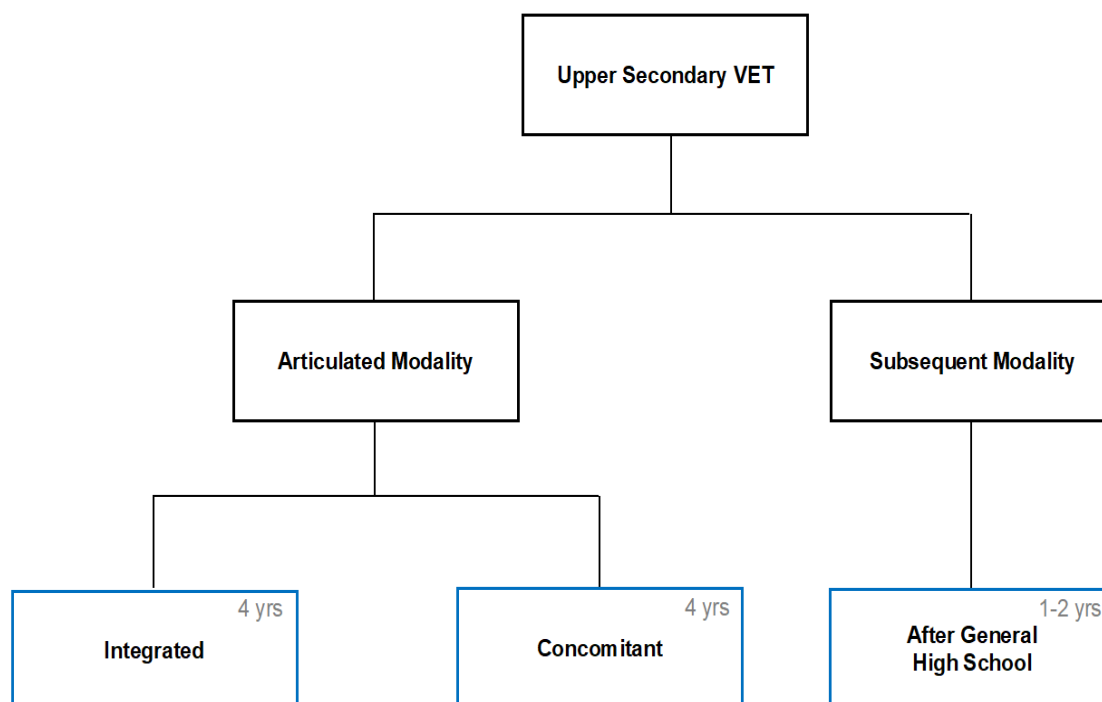 Upper Secondary VET
Articulated Modality
Subsequent Modality
4 yrs
Integrated
4 yrs
Concomitant
1-2 yrs
After General
High School